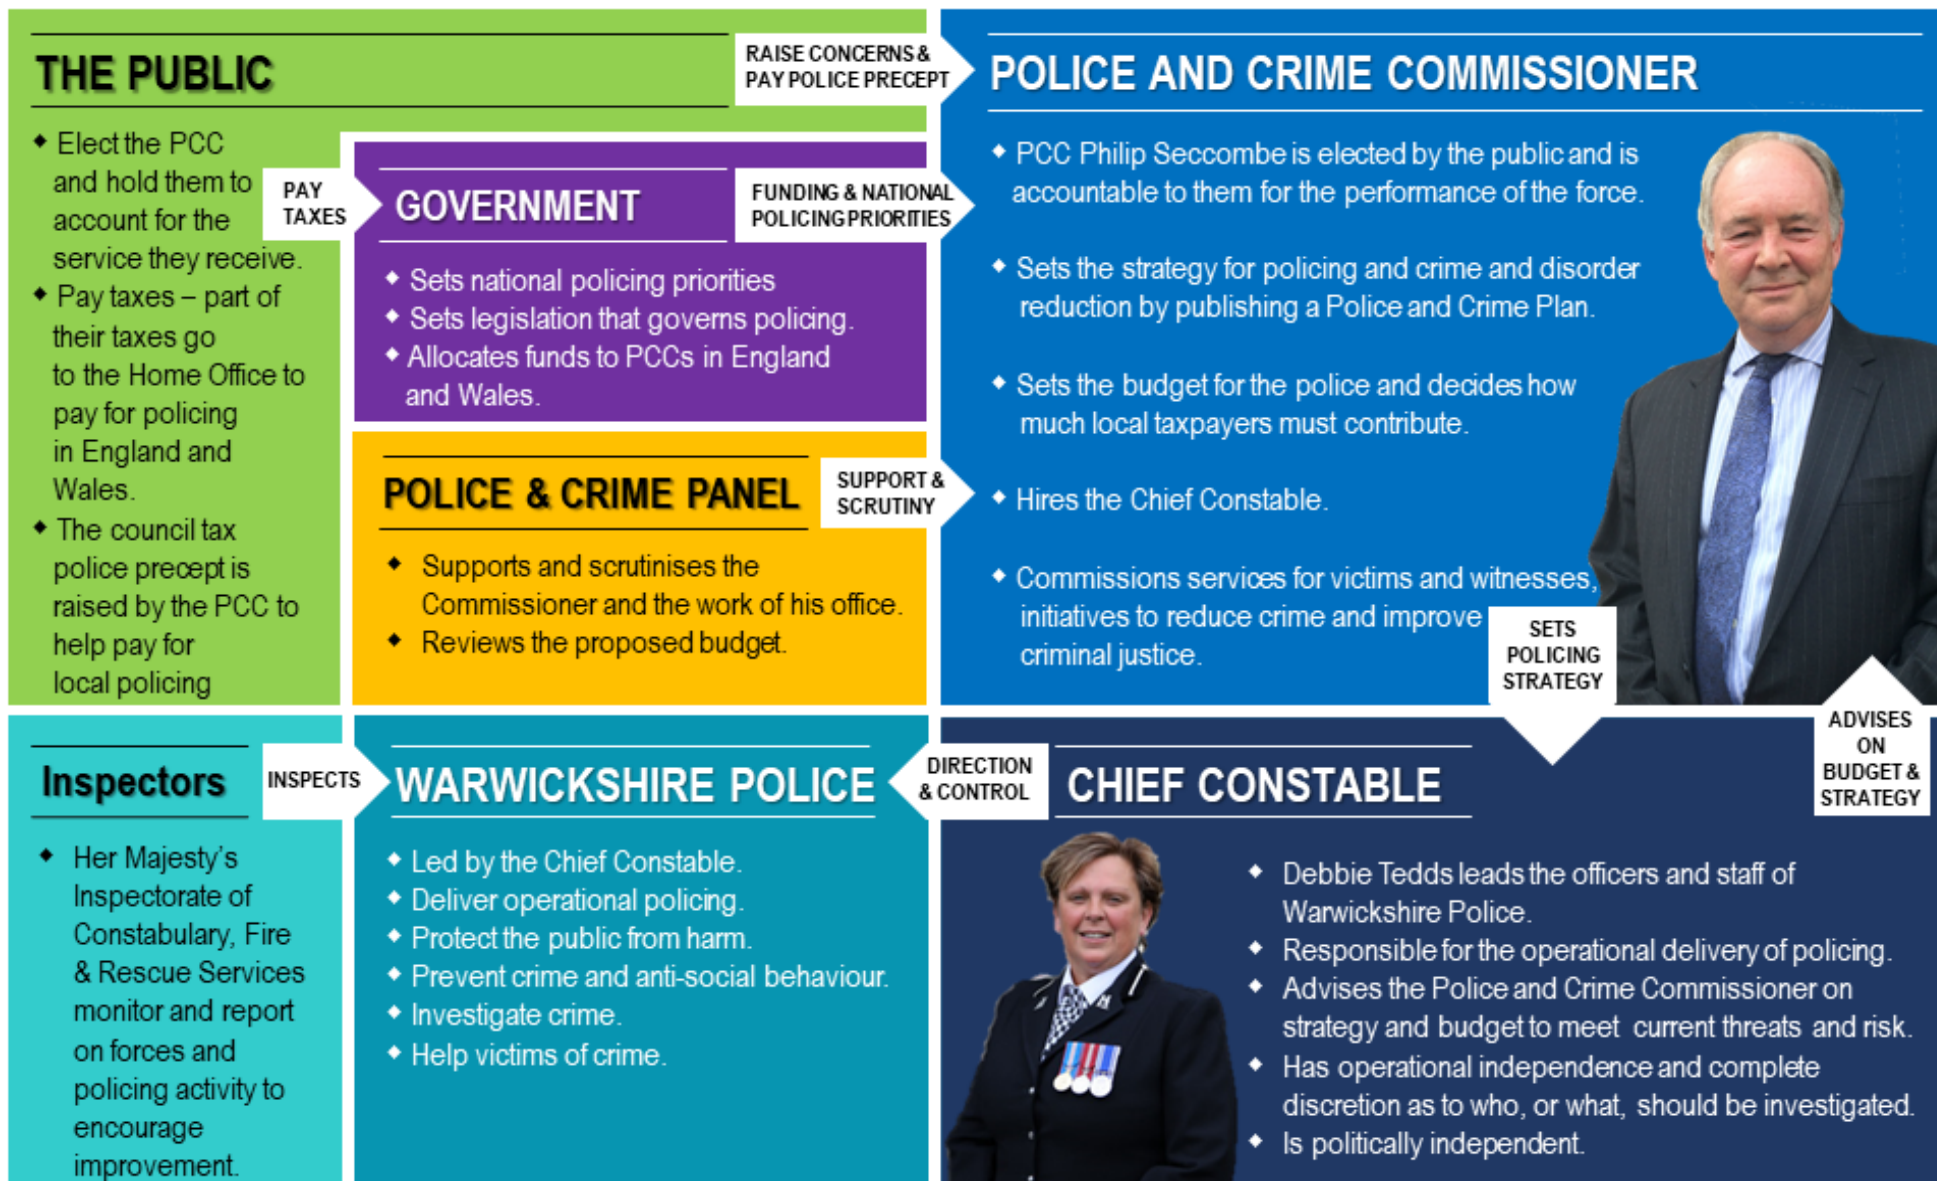 THE PUBLIC
◆ Elect the PCC
and hold them to
account for the
service they receive.
◆ Pay taxes – part of
their taxes go
to the Home Office to
pay for policing
in England and
Wales.
◆ The council tax
police precept is
raised by the PCC to
help pay for
local policing
RAISE CONCERNS &
PAY POLICE PRECEPT
PAY
TAXES
GOVERNMENT
◆ Sets national policing priorities
◆ Sets legislation that governs policing.
◆ Allocates funds to PCCs in England
and Wales.
FUNDING & NATIONAL
POLICING PRIORITIES
POLICE & CRIME PANEL
◆ Supports and scrutinises the
Commissioner and the work of his office.
◆ Reviews the proposed budget.
SUPPORT &
SCRUTINY
POLICE AND CRIME COMMISSIONER
◆ PCC Philip Seccombe is elected by the public and is
accountable to them for the performance of the force.
◆ Sets the strategy for policing and crime and disorder
reduction by publishing a Police and Crime Plan.
◆ Sets the budget for the police and decides how
much local taxpayers must contribute.
◆ Hires the Chief Constable.
◆ Commissions services for victims and witnesses,
initiatives to reduce crime and improve
criminal justice.
SETS
POLICING
STRATEGY
ADVISES
ON
BUDGET &
STRATEGY
Inspectors
◆ Her Majesty's
Inspectorate of
Constabulary, Fire
& Rescue Services
monitor and report
on forces and
policing activity to
encourage
improvement.
INSPECTS
WARWICKSHIRE POLICE
◆ Led by the Chief Constable.
◆ Deliver operational policing.
◆ Protect the public from harm.
◆ Prevent crime and anti-social behaviour.
◆ Investigate crime.
◆ Help victims of crime.
DIRECTION
& CONTROL
CHIEF CONSTABLE
◆ Debbie Tedds leads the officers and staff of
Warwickshire Police.
◆ Responsible for the operational delivery of policing.
◆ Advises the Police and Crime Commissioner on
strategy and budget to meet current threats and risk.
◆ Has operational independence and complete
discretion as to who, or what, should be investigated.
◆ Is politically independent.